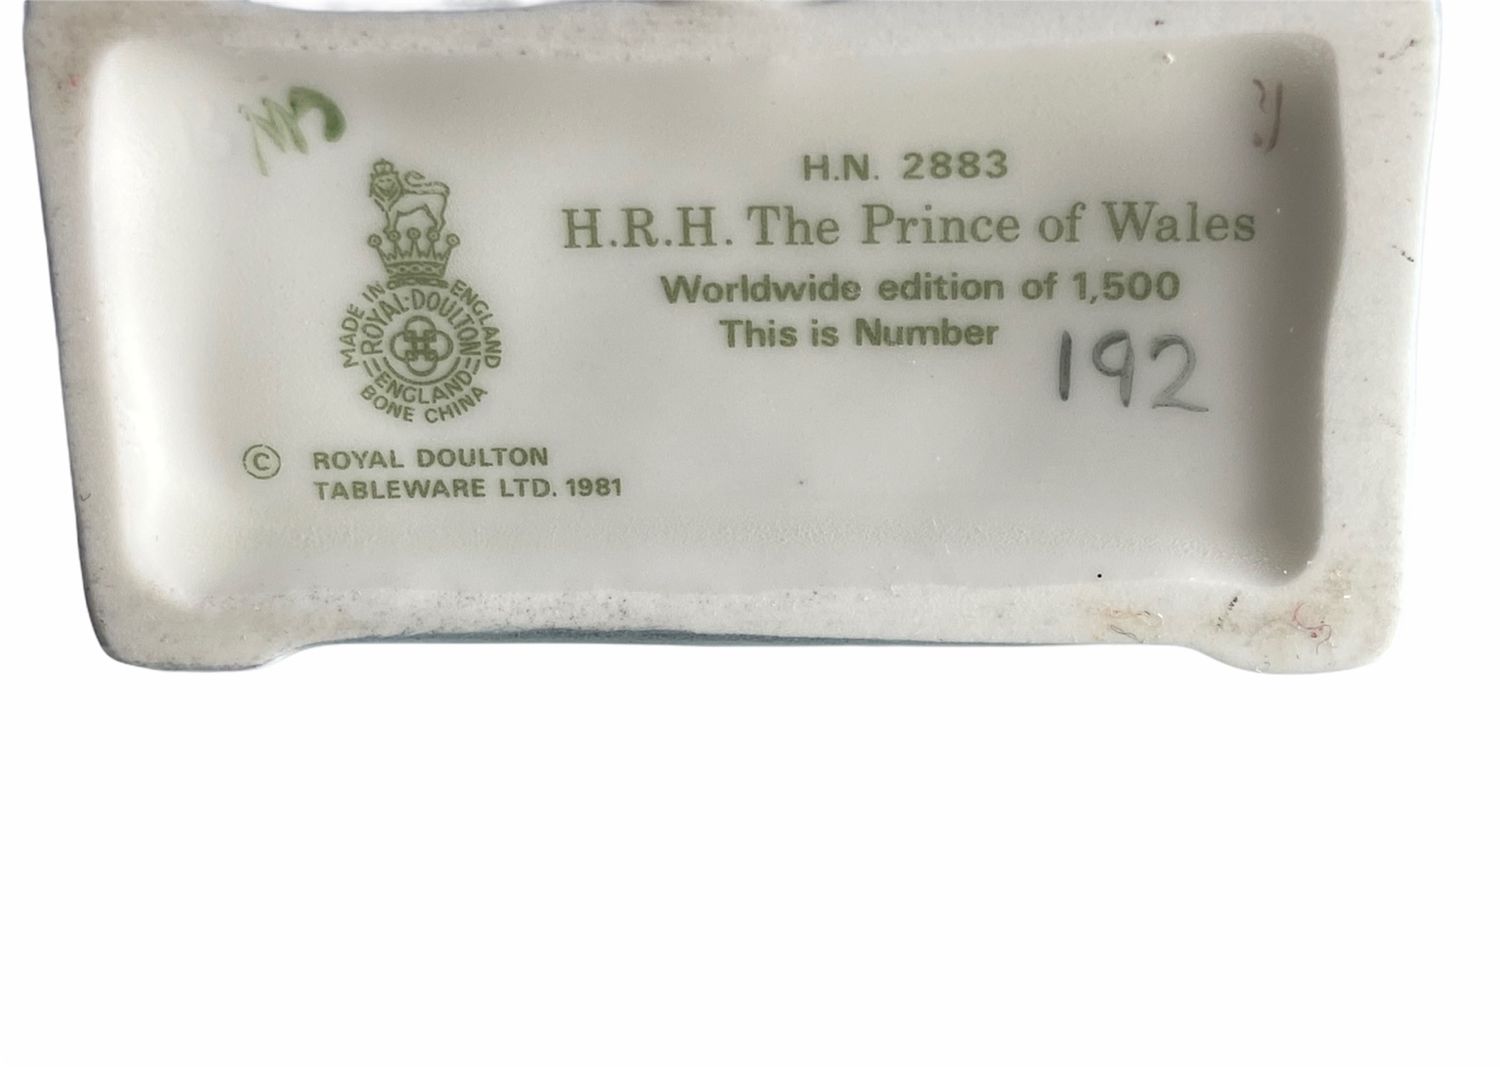 H.N. 2883
H.R.H. The Prince of Wales
Worldwide edition of 1,500
This is Number 192
MADE IN ENGLAND
ROYAL·DOULTON
ENGLAND
BONE CHINA
© ROYAL DOULTON
TABLEWARE LTD. 1981